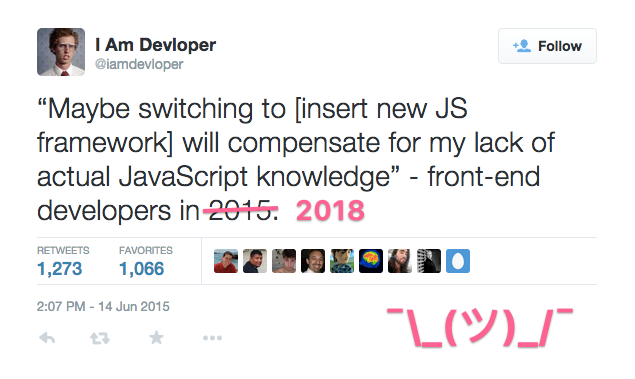 I Am Devloper
@iamdevloper
Follow
“Maybe switching to [insert new JS
framework] will compensate for my lack of
actual JavaScript knowledge” - front-end
developers in 2015. 2018
RETWEETS FAVORITES
1,273 1,066
2:07 PM - 14 Jun 2015
¯\_(ツ)_/¯